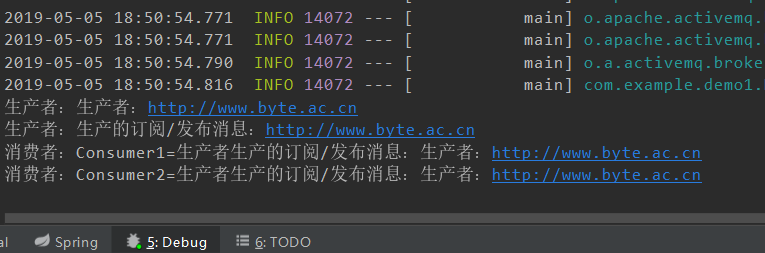 2019-05-05 18:50:54.771  INFO 14072 --- [           main] o.apache.activemq.
2019-05-05 18:50:54.771  INFO 14072 --- [           main] o.apache.activemq.
2019-05-05 18:50:54.790  INFO 14072 --- [           main] o.a.activemq.broke
2019-05-05 18:50:54.816  INFO 14072 --- [           main] com.example.demo1.
生产者：生产者：http://www.byte.ac.cn
生产者：生产的订阅/发布消息：http://www.byte.ac.cn
消费者：Consumer1=生产者生产的订阅/发布消息：生产者：http://www.byte.ac.cn
消费者：Consumer2=生产者生产的订阅/发布消息：生产者：http://www.byte.ac.cn
al Spring 5: Debug 6: TODO